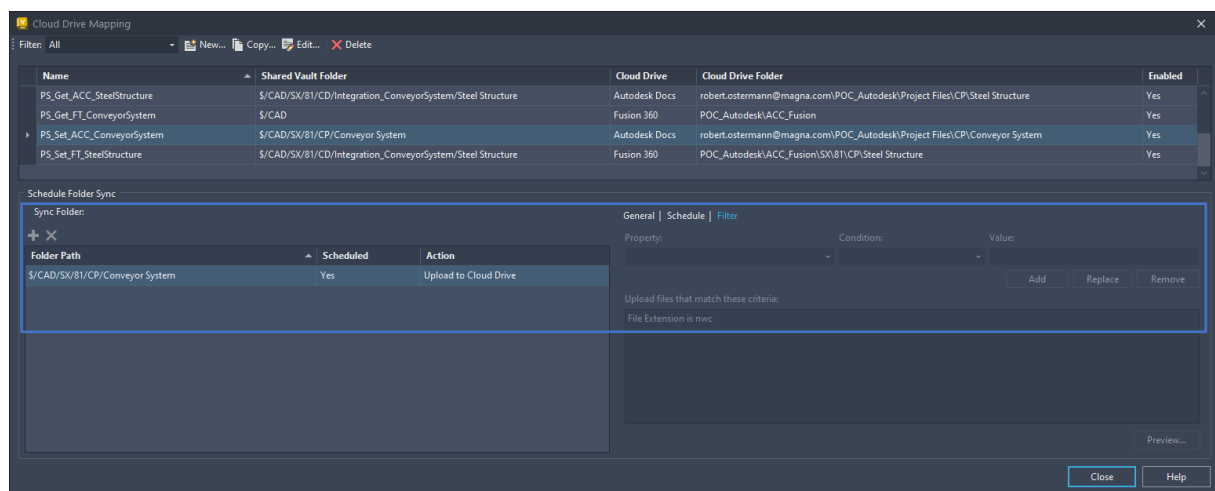 Cloud Drive Mapping
Filter: All New... Copy... Edit... Delete
Name Shared Vault Folder Cloud Drive Cloud Drive Folder Enabled
PS_Get_ACC_SteelStructure $/CAD/SX/81/CD/Integration_ConveyorSystem/Steel Structure Autodesk Docs robert.ostermann@magna.com\POC_Autodesk\Project Files\CP\Steel Structure Yes
PS_Get_FT_ConveyorSystem $/CAD Fusion 360 POC_Autodesk\ACC_Fusion Yes
PS_Set_ACC_ConveyorSystem $/CAD/SX/81/CP/Conveyor System Autodesk Docs robert.ostermann@magna.com\POC_Autodesk\Project Files\CP\Conveyor System Yes
PS_Set_FT_SteelStructure $/CAD/SX/81/CD/Integration_ConveyorSystem/Steel Structure Fusion 360 POC_Autodesk\ACC_Fusion\SX\81\CP\Steel Structure Yes
Schedule Folder Sync
Sync Folder: General | Schedule | Filter
Property: Condition: Value:
Folder Path Scheduled Action
$/CAD/SX/81/CP/Conveyor System Yes Upload to Cloud Drive
Add Replace Remove
Upload files that match these criteria:
File Extension is nwc
Preview...
Close Help